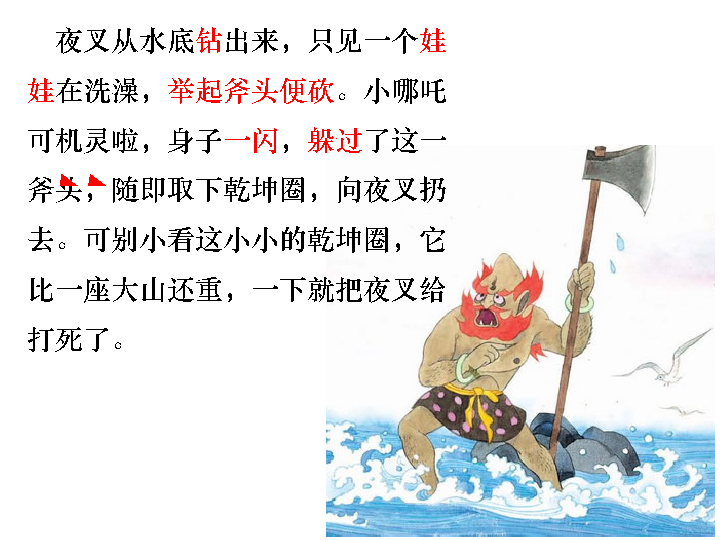 夜叉从水底钻出来，只见一个娃
娃在洗澡，举起斧头便砍。小哪吒
可机灵啦，身子一闪，躲过了这一
斧头，随即取下乾坤圈，向夜叉扔
去。可别小看这小小的乾坤圈，它
比一座大山还重，一下就把夜叉给
打死了。